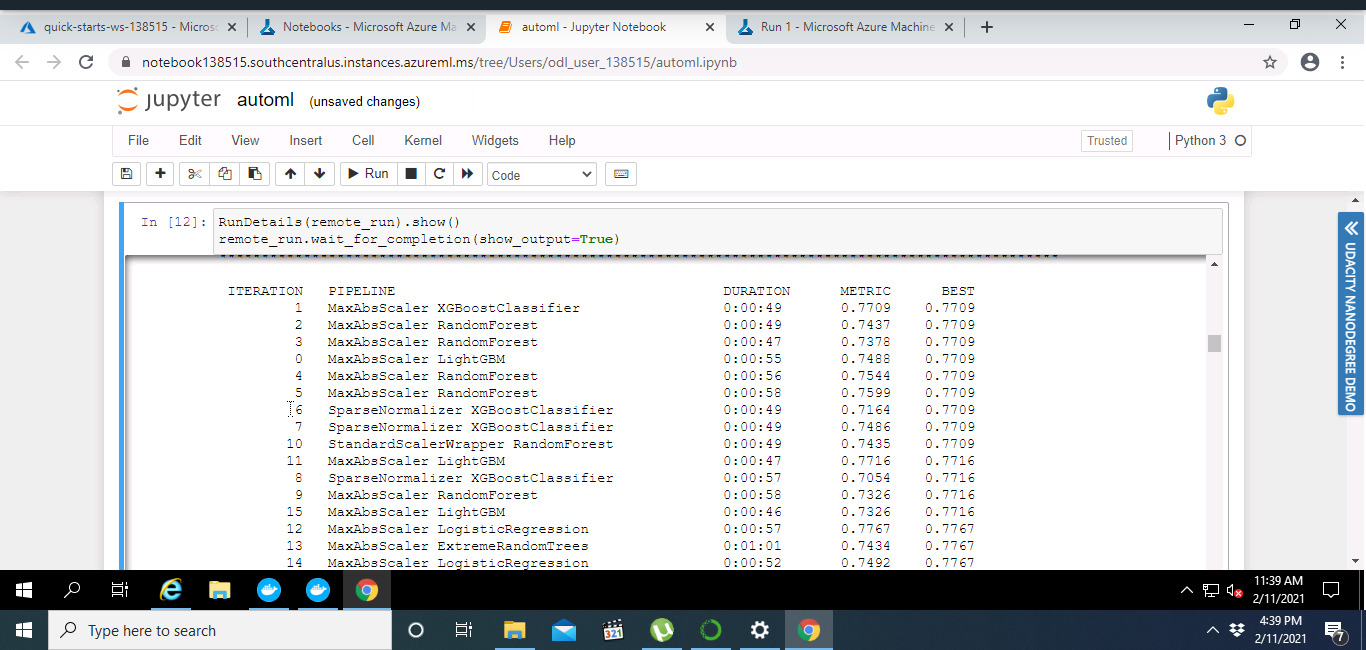 quick-starts-ws-138515 - Micros
Notebooks - Microsoft Azure Ma
automl - Jupyter Notebook
Run 1 - Microsoft Azure Machine
notebook138515.southcentralus.instances.azureml.ms/tree/Users/odl_user_138515/automl.ipynb
jupyter automl (unsaved changes)
File Edit View Insert Cell Kernel Widgets Help Trusted Python 3
Run Code
In [12]: RunDetails(remote_run).show()
remote_run.wait_for_completion(show_output=True)
ITERATION PIPELINE DURATION METRIC BEST
1 MaxAbsScaler XGBoostClassifier 0:00:49 0.7709 0.7709
2 MaxAbsScaler RandomForest 0:00:49 0.7437 0.7709
3 MaxAbsScaler RandomForest 0:00:47 0.7378 0.7709
0 MaxAbsScaler LightGBM 0:00:55 0.7488 0.7709
4 MaxAbsScaler RandomForest 0:00:56 0.7544 0.7709
5 MaxAbsScaler RandomForest 0:00:58 0.7599 0.7709
6 SparseNormalizer XGBoostClassifier 0:00:49 0.7164 0.7709
7 SparseNormalizer XGBoostClassifier 0:00:49 0.7486 0.7709
10 StandardScalerWrapper RandomForest 0:00:49 0.7435 0.7709
11 MaxAbsScaler LightGBM 0:00:47 0.7716 0.7716
8 SparseNormalizer XGBoostClassifier 0:00:57 0.7054 0.7716
9 MaxAbsScaler RandomForest 0:00:58 0.7326 0.7716
15 MaxAbsScaler LightGBM 0:00:46 0.7326 0.7716
12 MaxAbsScaler LogisticRegression 0:00:57 0.7767 0.7767
13 MaxAbsScaler ExtremeRandomTrees 0:01:01 0.7434 0.7767
14 MaxAbsScaler LogisticRegression 0:00:52 0.7492 0.7767
UDACITY NANODEGREE DEMO
11:39 AM
2/11/2021
Type here to search
321
4:39 PM
2/11/2021
7